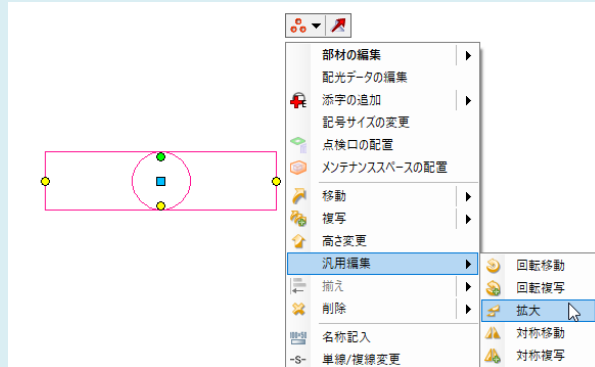 部材の編集
配光データの編集
添字の追加
記号サイズの変更
点検口の配置
メンテナンススペースの配置
移動
複写
高さ変更
汎用編集
回転移動
揃え
回転複写
削除
拡大
名称記入
対称移動
-S- 単線/複線変更
対称複写